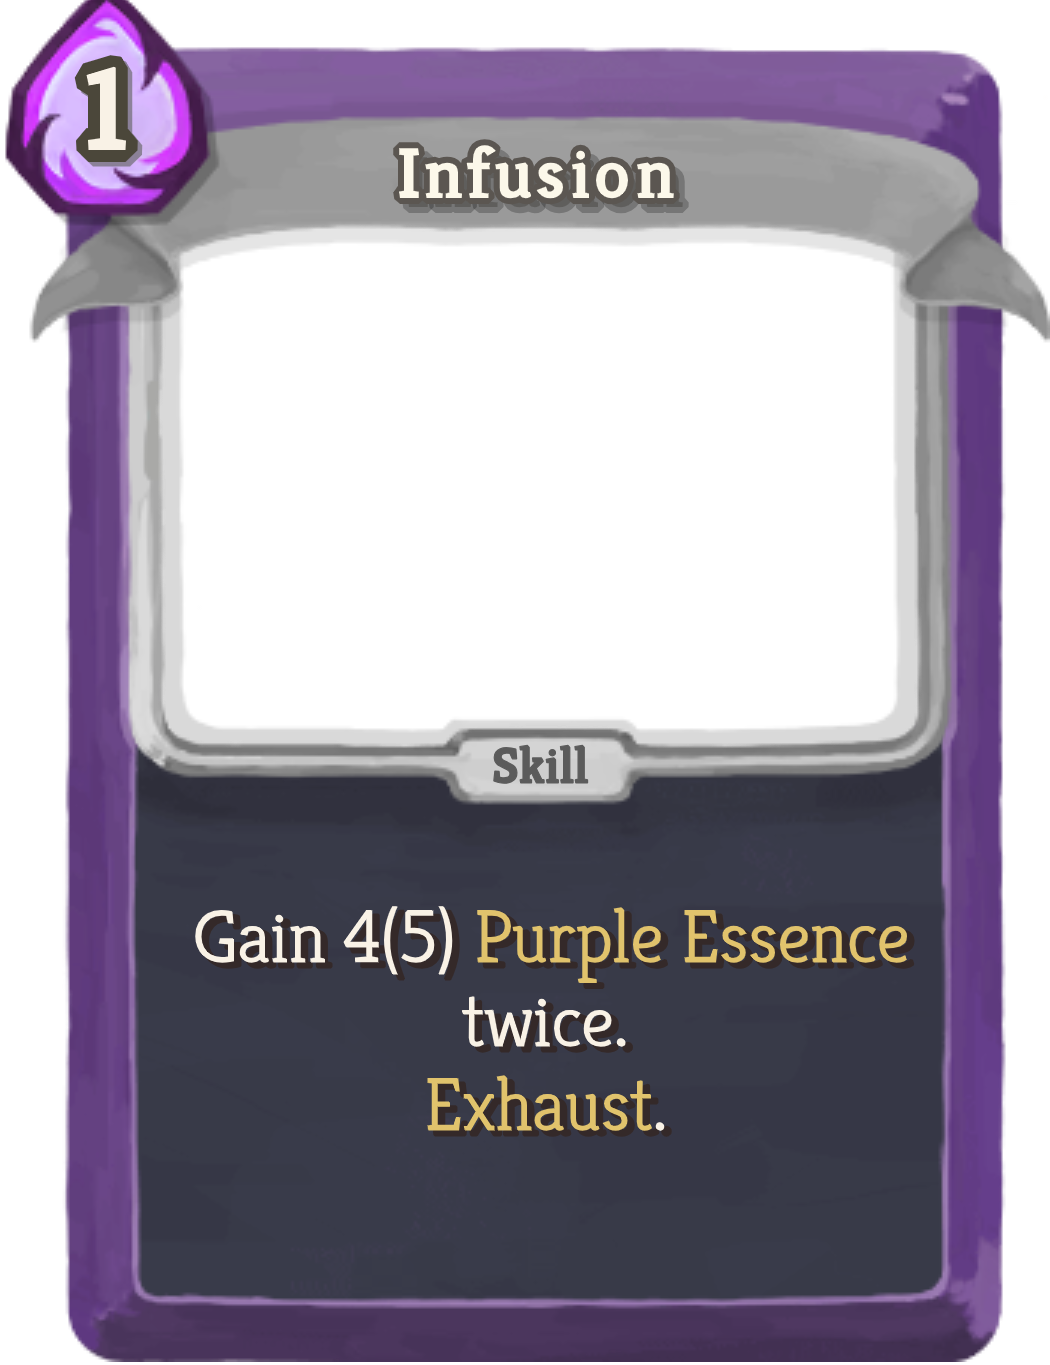 1
Infusion
Skill
Gain 4(5) Purple Essence
twice.
Exhaust.